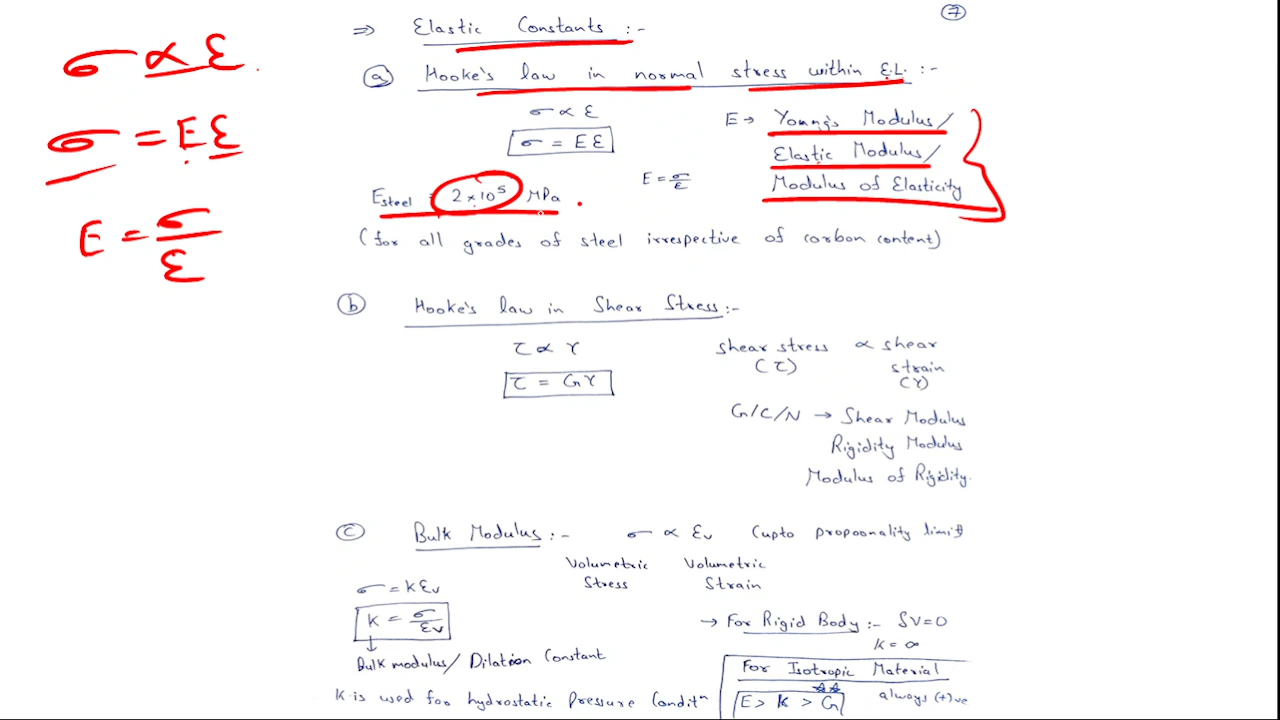 ⑦
⇒ Elastic Constants :-
ⓐ Hooke's law in normal stress within E.L. :-
σ ∝ ε
σ = Eε
E → Young's Modulus/
Elastic Modulus/
Modulus of Elasticity
E = σ/ε
E steel = 2×10⁵ MPa
(for all grades of steel irrespective of carbon content)
σ ∝ ε
σ = Eε
E = σ/ε
ⓑ Hooke's law in Shear Stress :-
τ ∝ γ
τ = Gγ
shear stress ∝ shear
(τ) strain
(γ)
G/C/N → Shear Modulus
Rigidity Modulus
Modulus of Rigidity.
ⓒ Bulk Modulus :- σ ∝ εv (upto propoonality limit)
Volumetric Volumetric
Stress Strain
σ = Kεv
K = σ/εv
↓
Bulk modulus/ Dilation Constant
K is used for hydrostatic pressure Conditⁿ
→ For Rigid Body :- δV=0
K = ∞
For Isotropic Material
E > K > G
always (+)ve